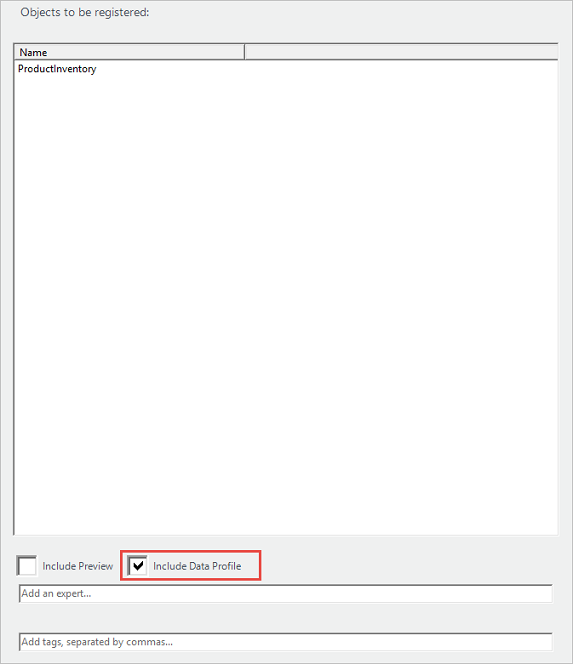 Objects to be registered:
Name
ProductInventory
Include Preview
Include Data Profile
Add an expert...
Add tags, separated by commas...